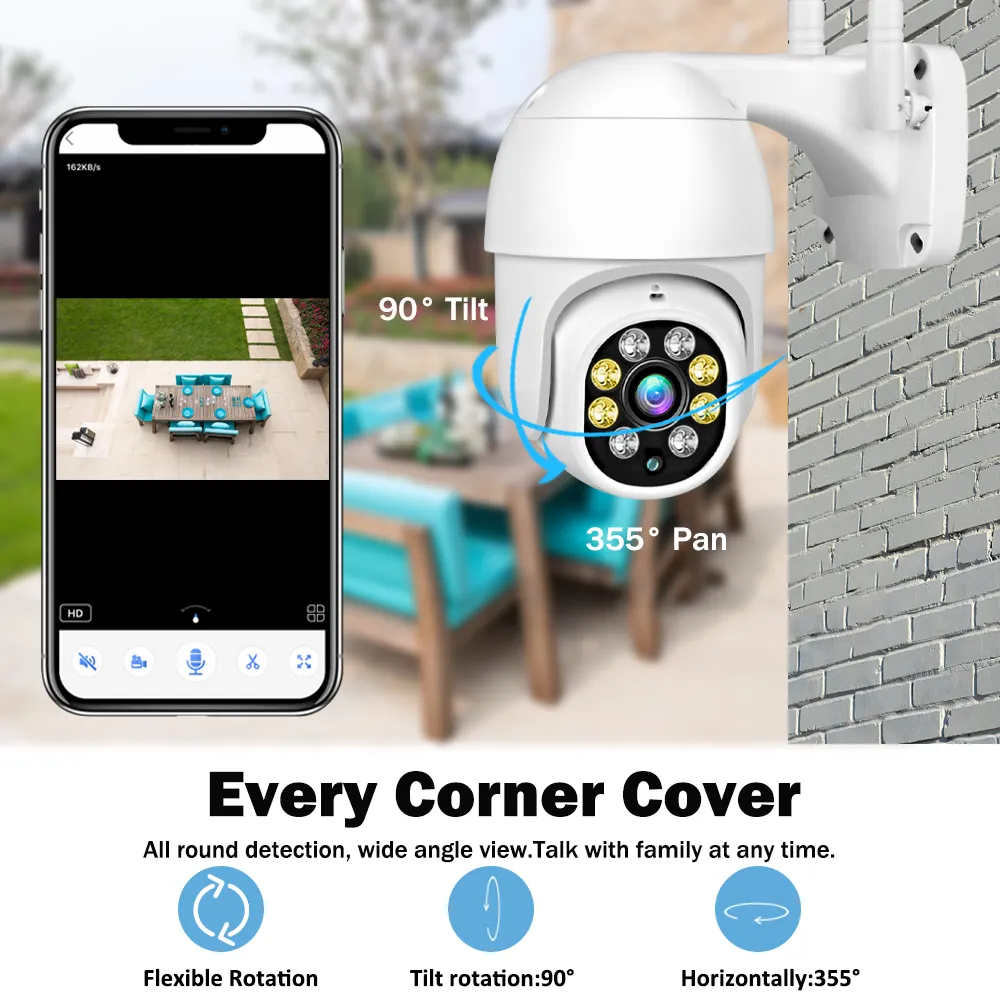 162KB/s
90° Tilt
355° Pan
HD
Every Corner Cover
All round detection, wide angle view.Talk with family at any time.
Flexible Rotation
Tilt rotation:90°
Horizontally:355°